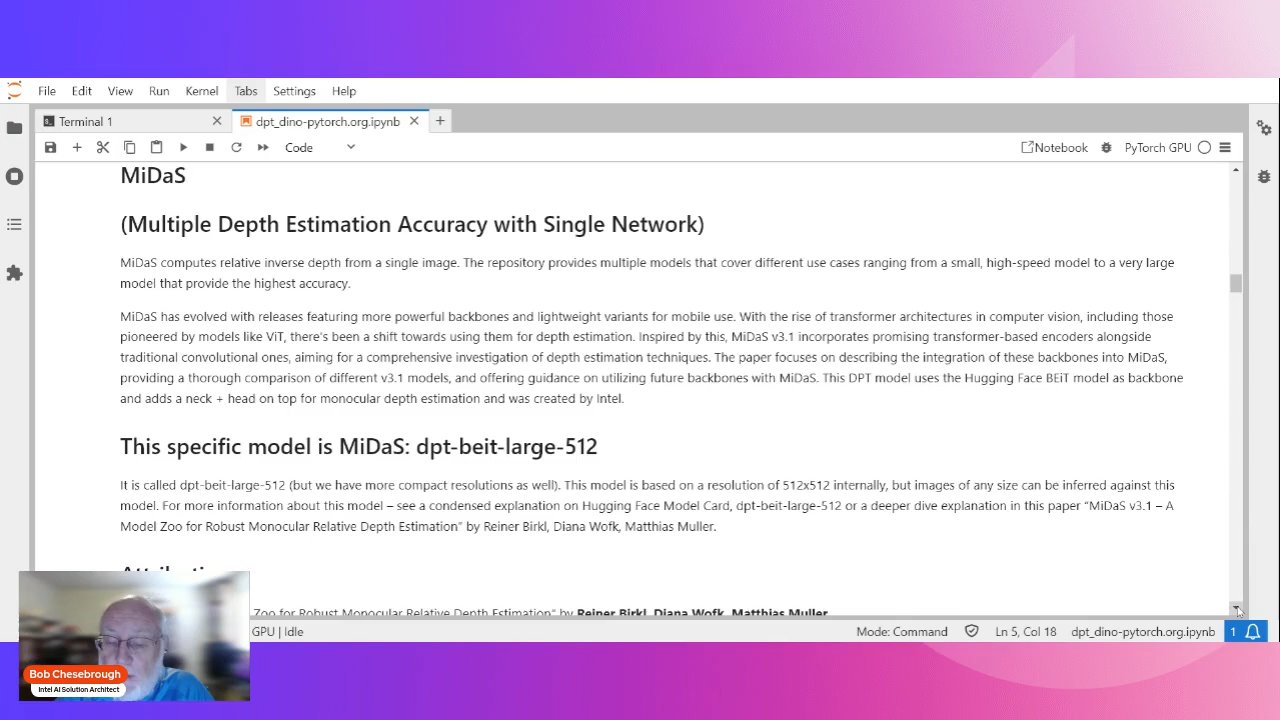 File Edit View Run Kernel Tabs Settings Help
Terminal 1
dpt_dino-pytorch.org.ipynb
Code
Notebook
PyTorch GPU
MiDaS
(Multiple Depth Estimation Accuracy with Single Network)
MiDaS computes relative inverse depth from a single image. The repository provides multiple models that cover different use cases ranging from a small, high-speed model to a very large
model that provide the highest accuracy.
MiDaS has evolved with releases featuring more powerful backbones and lightweight variants for mobile use. With the rise of transformer architectures in computer vision, including those
pioneered by models like ViT, there's been a shift towards using them for depth estimation. Inspired by this, MiDaS v3.1 incorporates promising transformer-based encoders alongside
traditional convolutional ones, aiming for a comprehensive investigation of depth estimation techniques. The paper focuses on describing the integration of these backbones into MiDaS,
providing a thorough comparison of different v3.1 models, and offering guidance on utilizing future backbones with MiDaS. This DPT model uses the Hugging Face BEiT model as backbone
and adds a neck + head on top for monocular depth estimation and was created by Intel.
This specific model is MiDaS: dpt-beit-large-512
It is called dpt-beit-large-512 (but we have more compact resolutions as well). This model is based on a resolution of 512x512 internally, but images of any size can be inferred against this
model. For more information about this model – see a condensed explanation on Hugging Face Model Card, dpt-beit-large-512 or a deeper dive explanation in this paper “MiDaS v3.1 – A
Model Zoo for Robust Monocular Relative Depth Estimation” by Reiner Birkl, Diana Wofk, Matthias Muller.
Zoo for Robust Monocular Relative Depth Estimation” by Reiner Birkl, Diana Wofk, Matthias Muller
GPU | Idle
Mode: Command
Ln 5, Col 18
dpt_dino-pytorch.org.ipynb
1
Bob Chesebrough
Intel AI Solution Architect